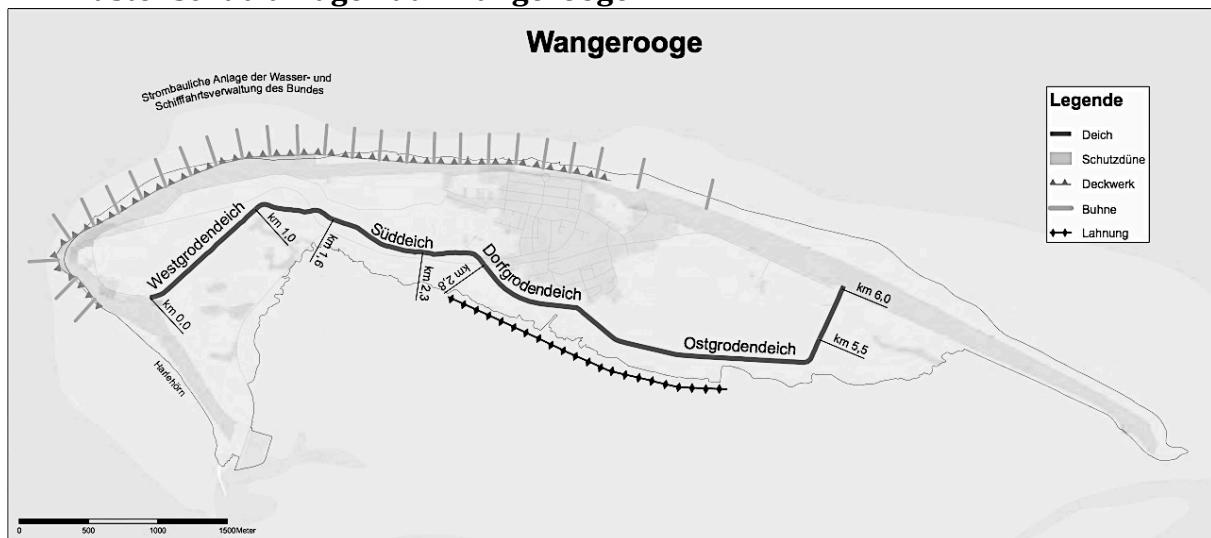 Wangerooge
Strombauliche Anlage der Wasser- und
Schifffahrtsverwaltung des Bundes
Legende
Deich
Schutzdüne
Deckwerk
Buhne
Lahnung
Westgrodendeich
km 0,0
km 1,0
km 1,6
Süddeich
km 2,3
km 2,8
Dorfgrodendeich
Ostgrodendeich
km 5,5
km 6,0
Harlehörn
0 500 1000 1500Meter